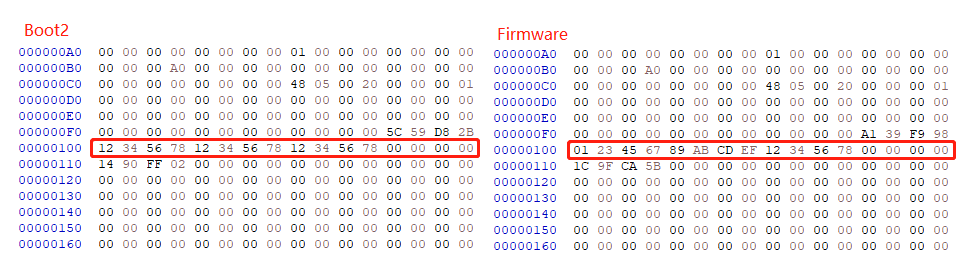 Boot2
000000A0 00 00 00 00 00 00 00 00 01 00 00 00 00 00 00 00
000000B0 00 00 00 A0 00 00 00 00 00 00 00 00 00 00 00 00
000000C0 00 00 00 00 00 00 00 00 48 05 00 20 00 00 00 01
000000D0 00 00 00 00 00 00 00 00 00 00 00 00 00 00 00 00
000000E0 00 00 00 00 00 00 00 00 00 00 00 00 00 00 00 00
000000F0 00 00 00 00 00 00 00 00 00 00 00 00 5C 59 D8 2B
00000100 12 34 56 78 12 34 56 78 12 34 56 78 00 00 00 00
00000110 14 90 FF 02 00 00 00 00 00 00 00 00 00 00 00 00
00000120 00 00 00 00 00 00 00 00 00 00 00 00 00 00 00 00
00000130 00 00 00 00 00 00 00 00 00 00 00 00 00 00 00 00
00000140 00 00 00 00 00 00 00 00 00 00 00 00 00 00 00 00
00000150 00 00 00 00 00 00 00 00 00 00 00 00 00 00 00 00
00000160 00 00 00 00 00 00 00 00 00 00 00 00 00 00 00 00
Firmware
000000A0 00 00 00 00 00 00 00 00 01 00 00 00 00 00 00 00
000000B0 00 00 00 A0 00 00 00 00 00 00 00 00 00 00 00 00
000000C0 00 00 00 00 00 00 00 00 48 05 00 20 00 00 00 01
000000D0 00 00 00 00 00 00 00 00 00 00 00 00 00 00 00 00
000000E0 00 00 00 00 00 00 00 00 00 00 00 00 00 00 00 00
000000F0 00 00 00 00 00 00 00 00 00 00 00 00 A1 39 F9 98
00000100 01 23 45 67 89 AB CD EF 12 34 56 78 00 00 00 00
00000110 1C 9F CA 5B 00 00 00 00 00 00 00 00 00 00 00 00
00000120 00 00 00 00 00 00 00 00 00 00 00 00 00 00 00 00
00000130 00 00 00 00 00 00 00 00 00 00 00 00 00 00 00 00
00000140 00 00 00 00 00 00 00 00 00 00 00 00 00 00 00 00
00000150 00 00 00 00 00 00 00 00 00 00 00 00 00 00 00 00
00000160 00 00 00 00 00 00 00 00 00 00 00 00 00 00 00 00